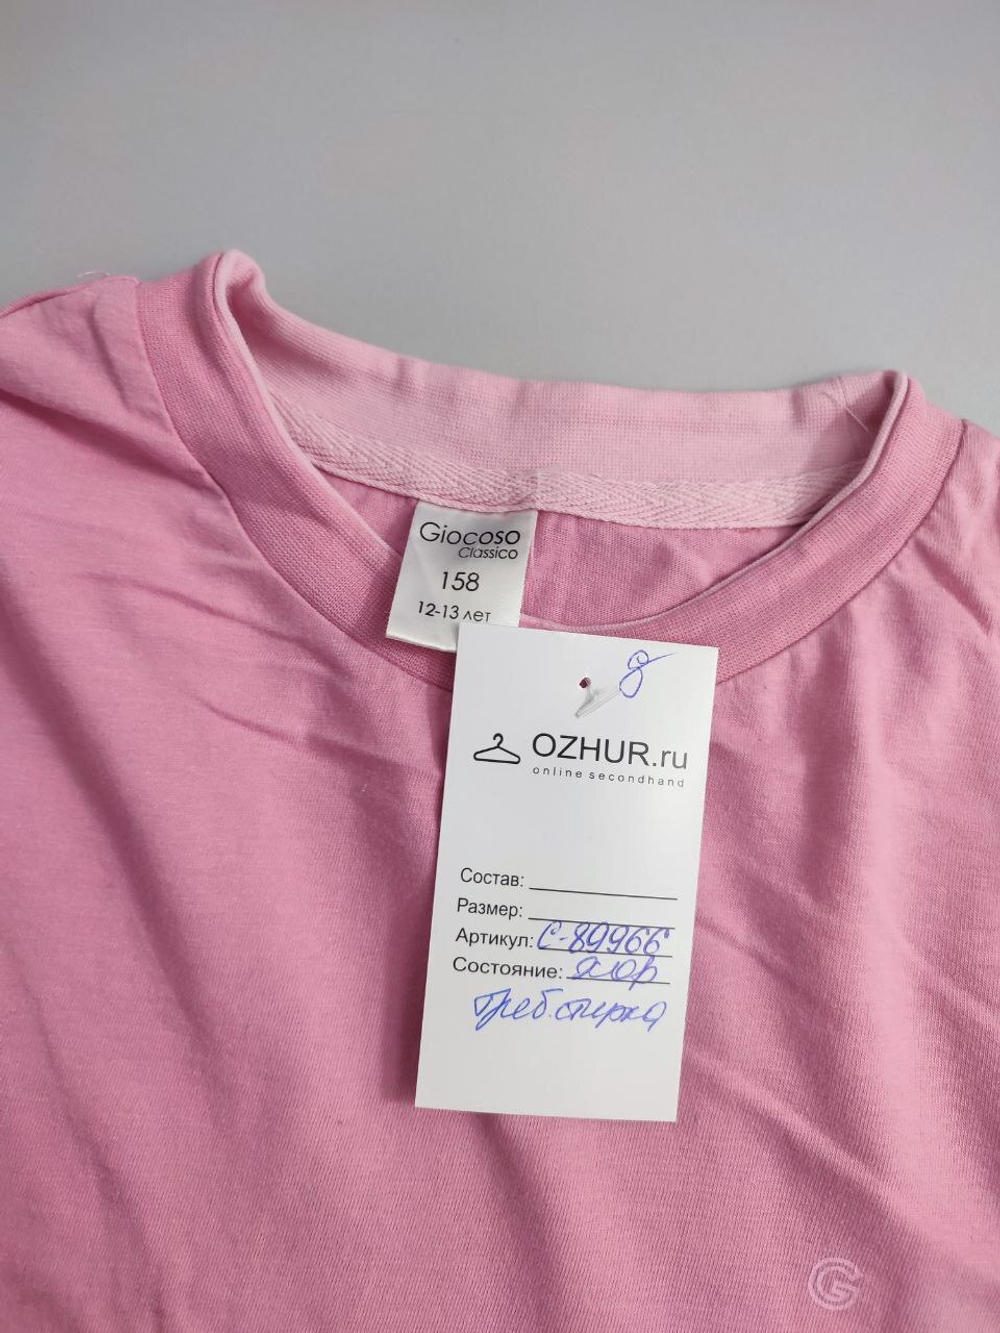 Giocoso
Classico
158
12-13 лет
8
OZHUR.ru
online secondhand
Состав:
Размер:
Артикул: С-89966
Состояние: хор
Треб. стирка